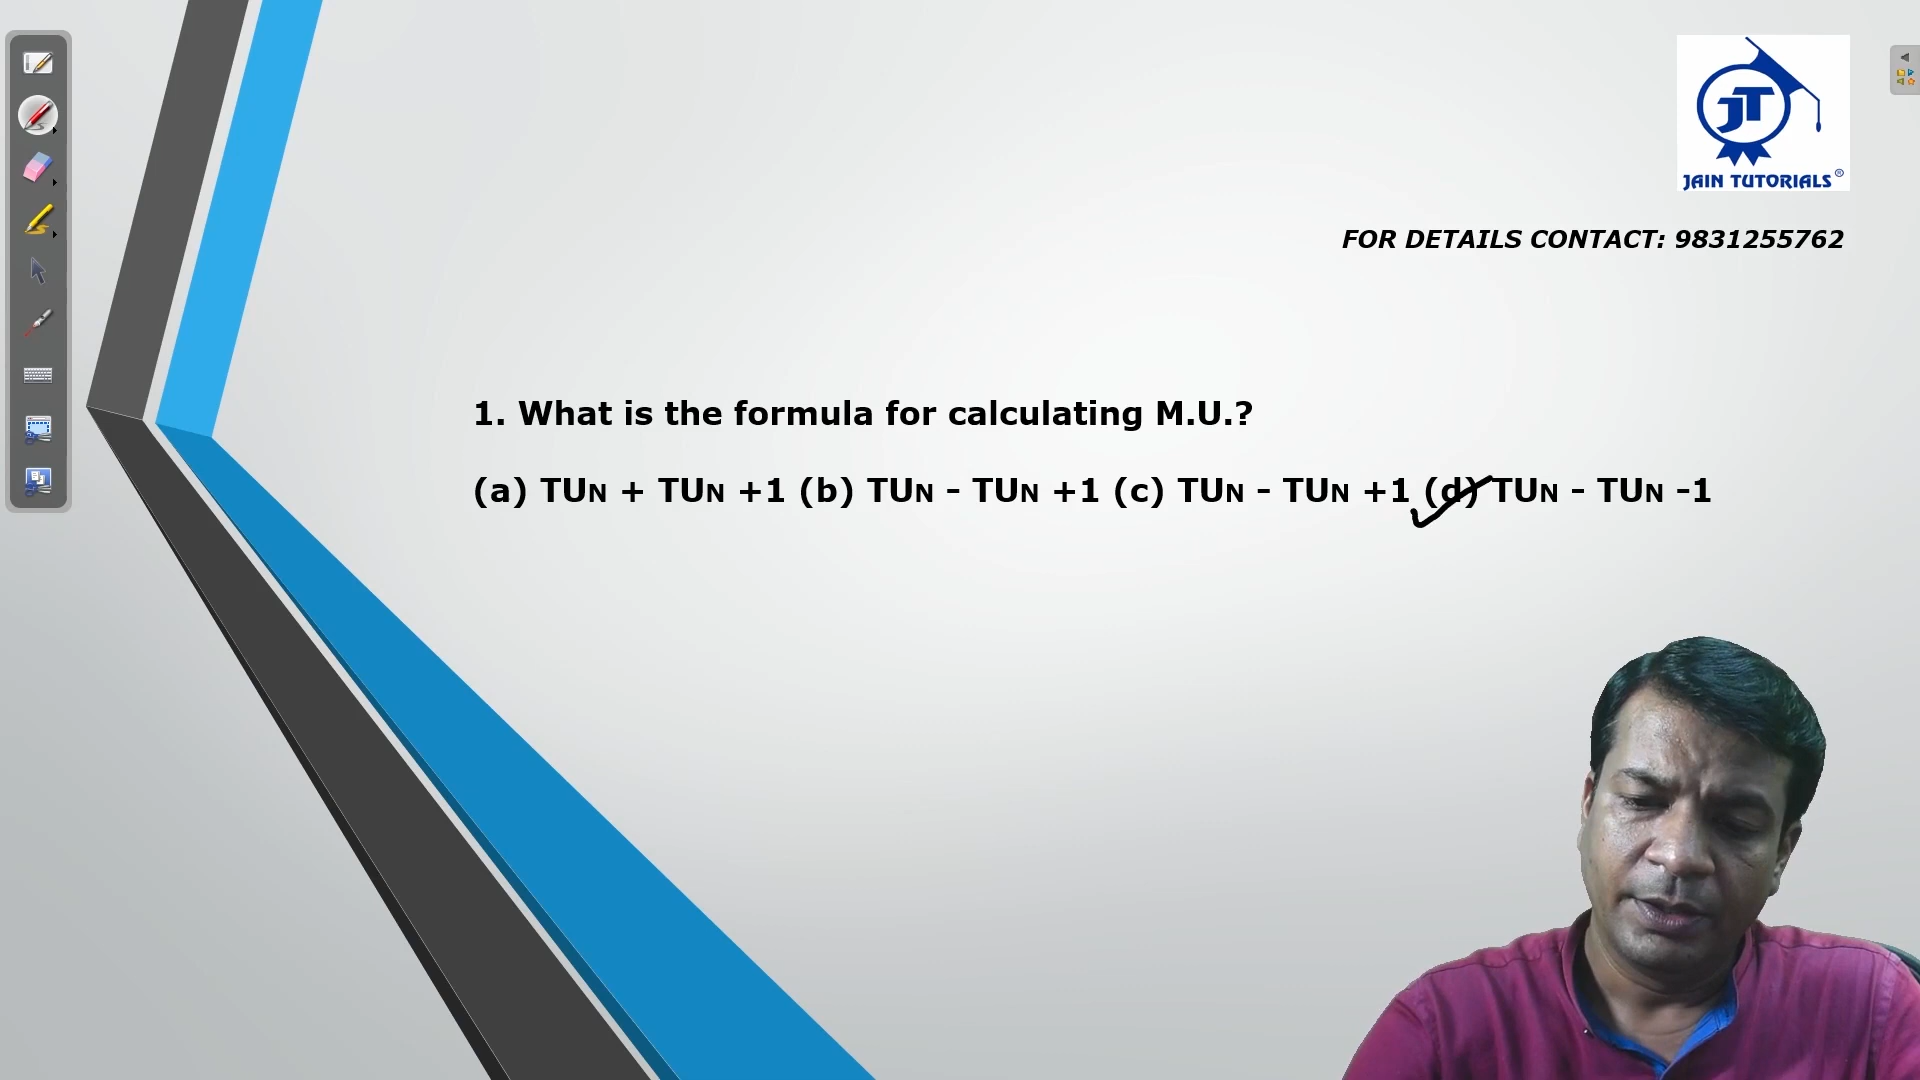 JT
JAIN TUTORIALS®
FOR DETAILS CONTACT: 9831255762
1. What is the formula for calculating M.U.?
(a) TUN + TUN +1 (b) TUN - TUN +1 (c) TUN - TUN +1 (d) TUN - TUN -1